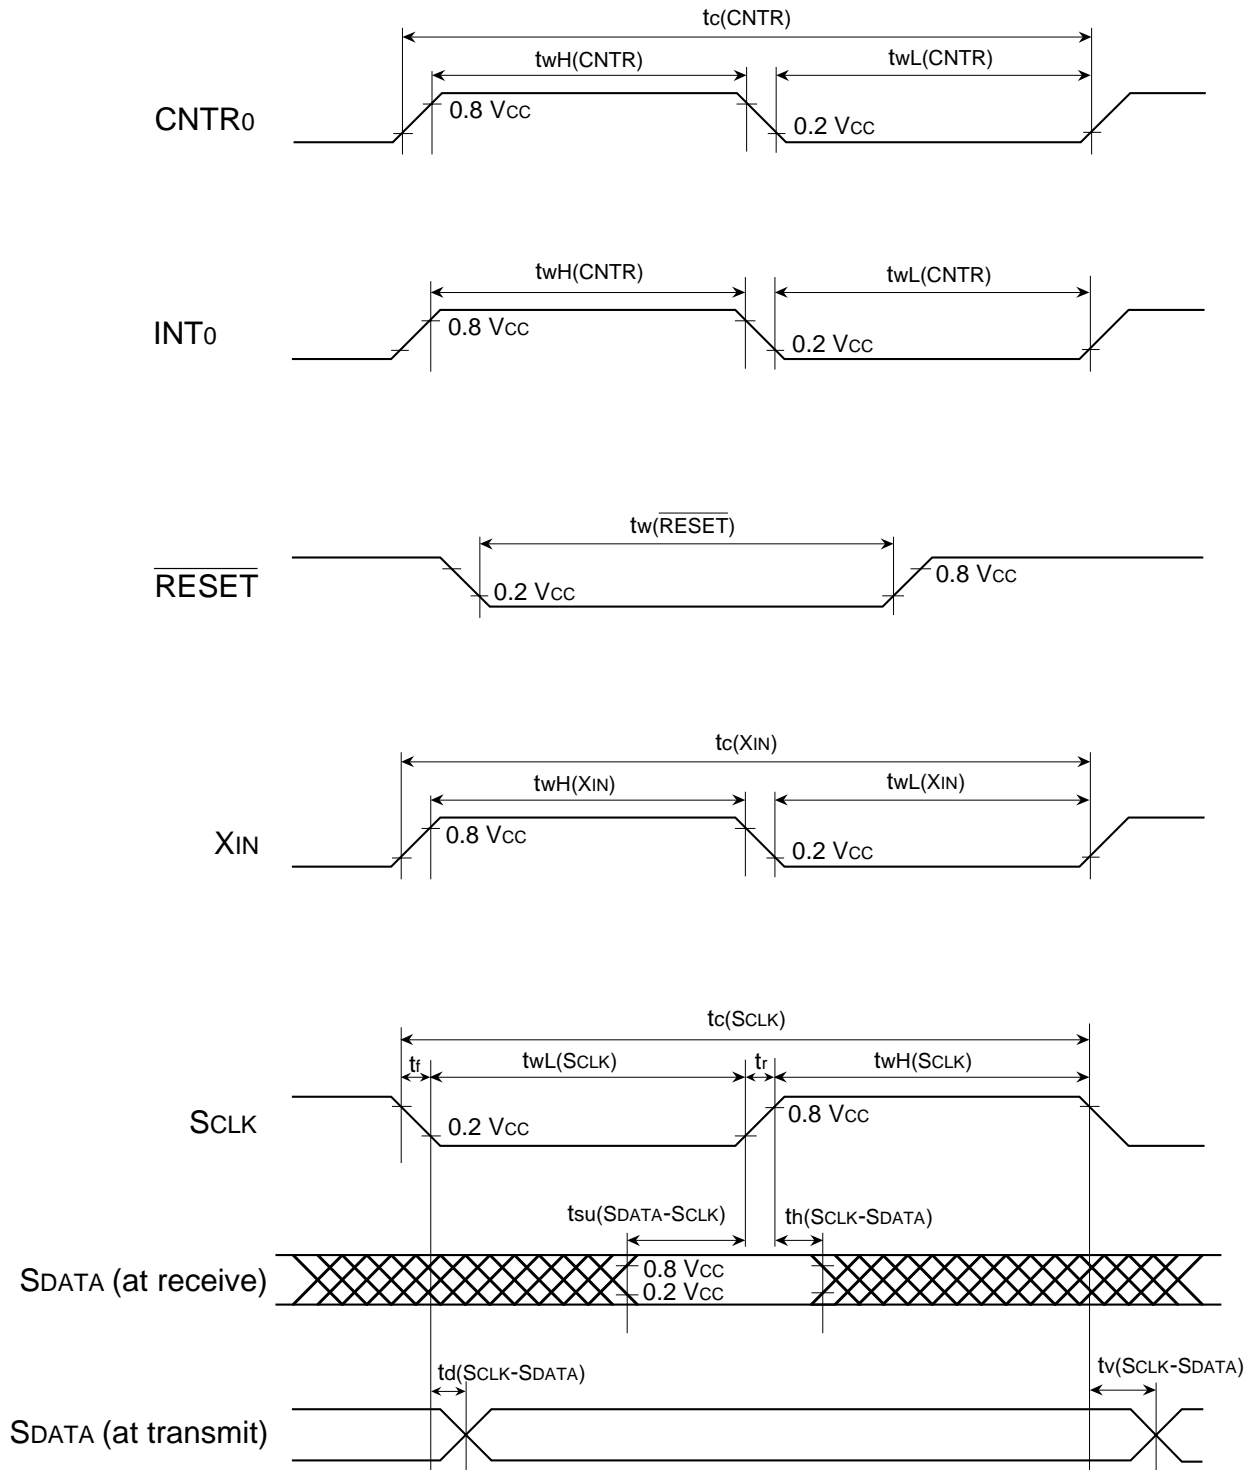 tc(CNTR)
twH(CNTR)
twL(CNTR)
CNTR0
0.8 VCC
0.2 VCC
twH(CNTR)
twL(CNTR)
INT0
0.8 VCC
0.2 VCC
tw(RESET)
RESET
0.2 VCC
0.8 VCC
tc(XIN)
twH(XIN)
twL(XIN)
XIN
0.8 VCC
0.2 VCC
tc(SCLK)
tf
twL(SCLK)
tr
twH(SCLK)
SCLK
0.2 VCC
0.8 VCC
tsu(SDATA-SCLK)
th(SCLK-SDATA)
SDATA (at receive)
0.8 VCC
0.2 VCC
td(SCLK-SDATA)
tv(SCLK-SDATA)
SDATA (at transmit)